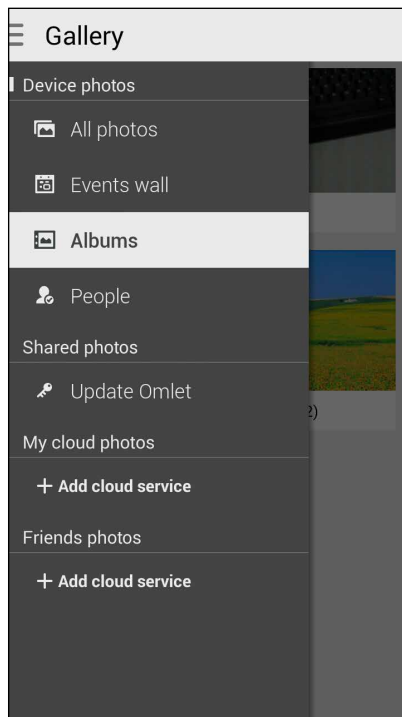 Gallery
Device photos
All photos
Events wall
Albums
People
Shared photos
Update Omlet
2)
My cloud photos
+ Add cloud service
Friends photos
+ Add cloud service